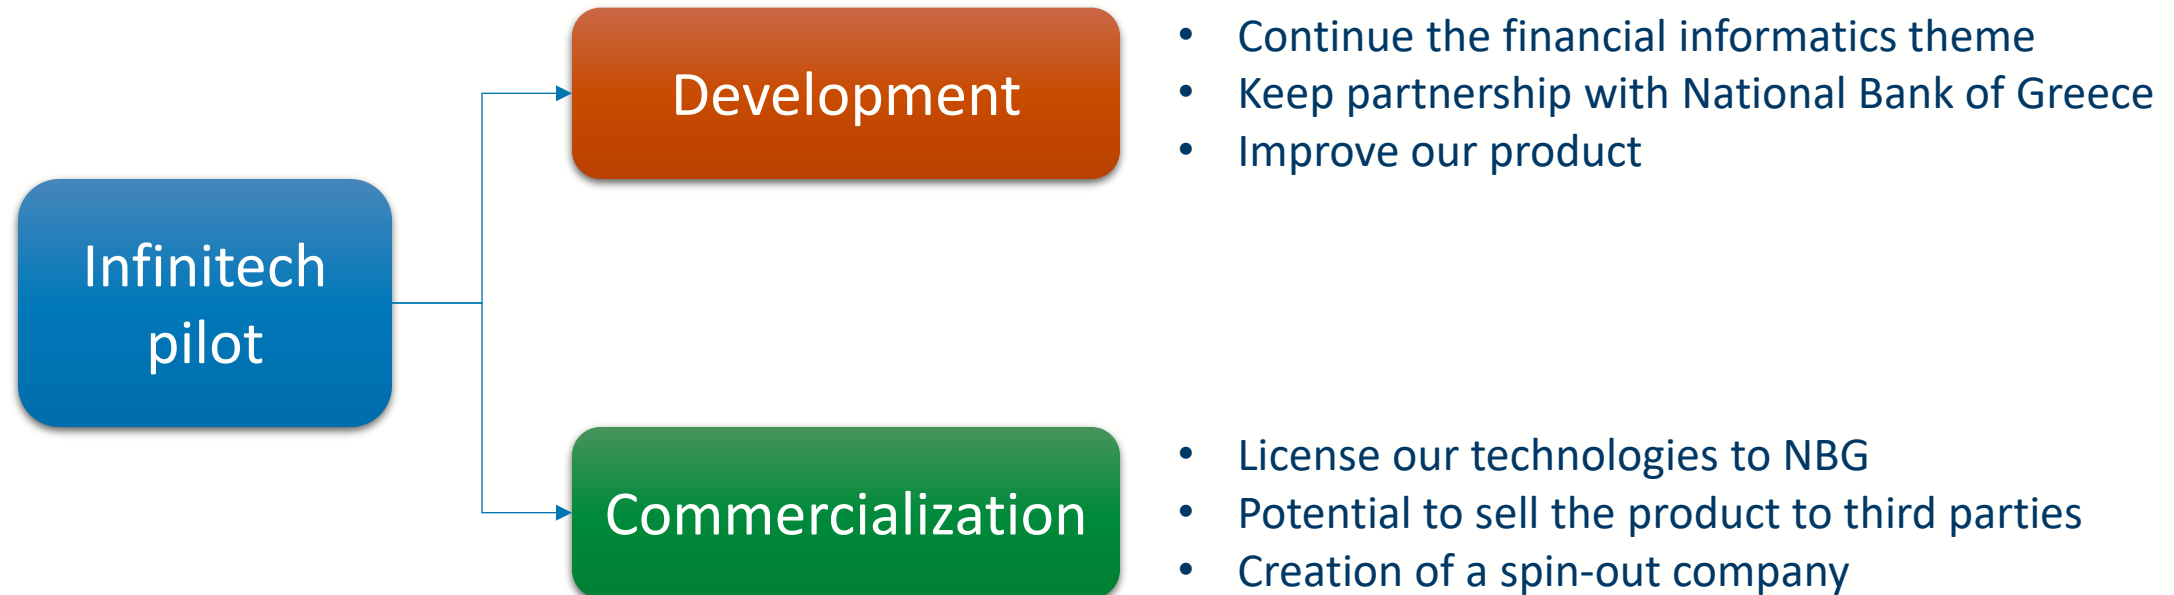 Development
• Continue the financial informatics theme
• Keep partnership with National Bank of Greece
• Improve our product
Infinitech
pilot
Commercialization
• License our technologies to NBG
• Potential to sell the product to third parties
• Creation of a spin-out company